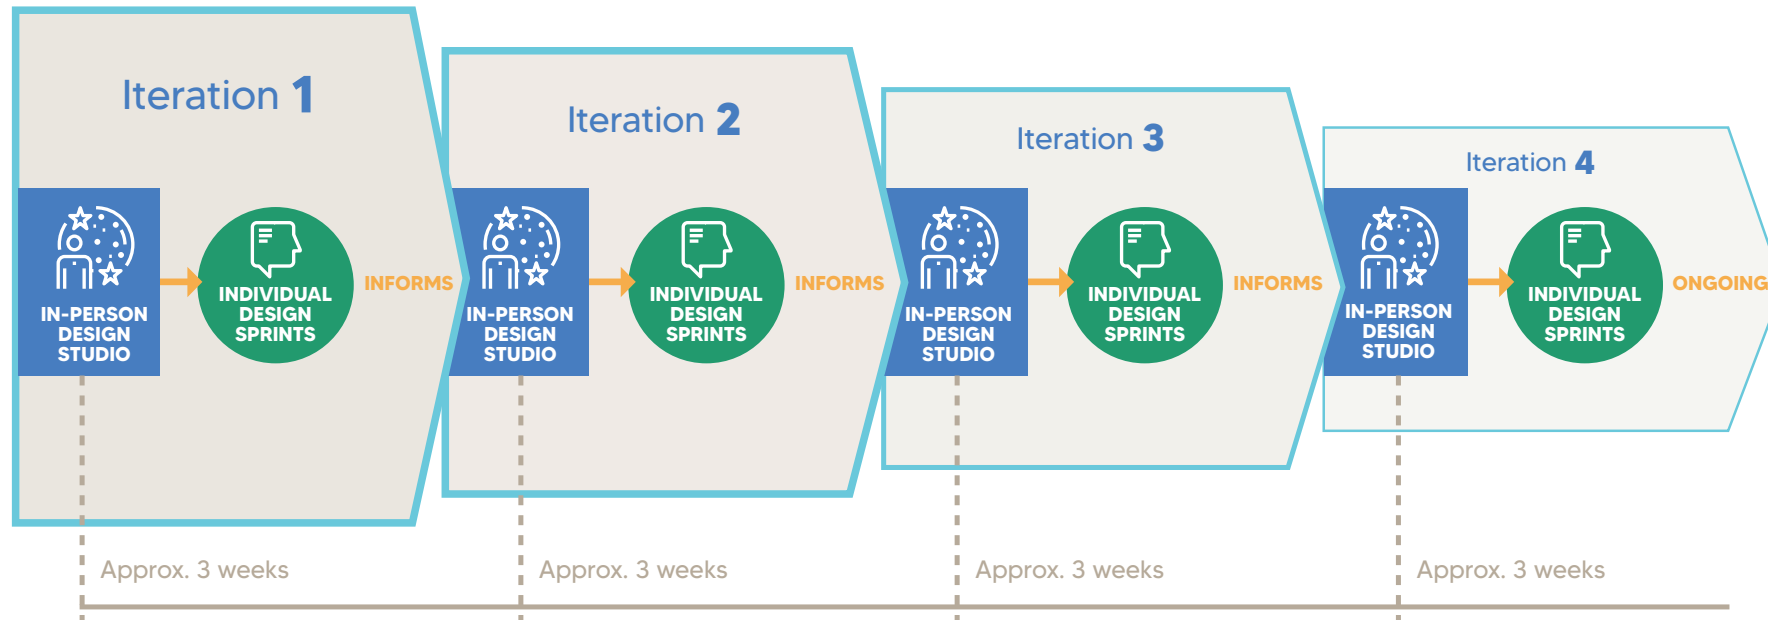 Iteration 1
IN-PERSON
DESIGN
STUDIO
INDIVIDUAL
DESIGN
SPRINTS
INFORMS
Approx. 3 weeks
Iteration 2
IN-PERSON
DESIGN
STUDIO
INDIVIDUAL
DESIGN
SPRINTS
INFORMS
Approx. 3 weeks
Iteration 3
IN-PERSON
DESIGN
STUDIO
INDIVIDUAL
DESIGN
SPRINTS
INFORMS
Approx. 3 weeks
Iteration 4
IN-PERSON
DESIGN
STUDIO
INDIVIDUAL
DESIGN
SPRINTS
ONGOING
Approx. 3 weeks